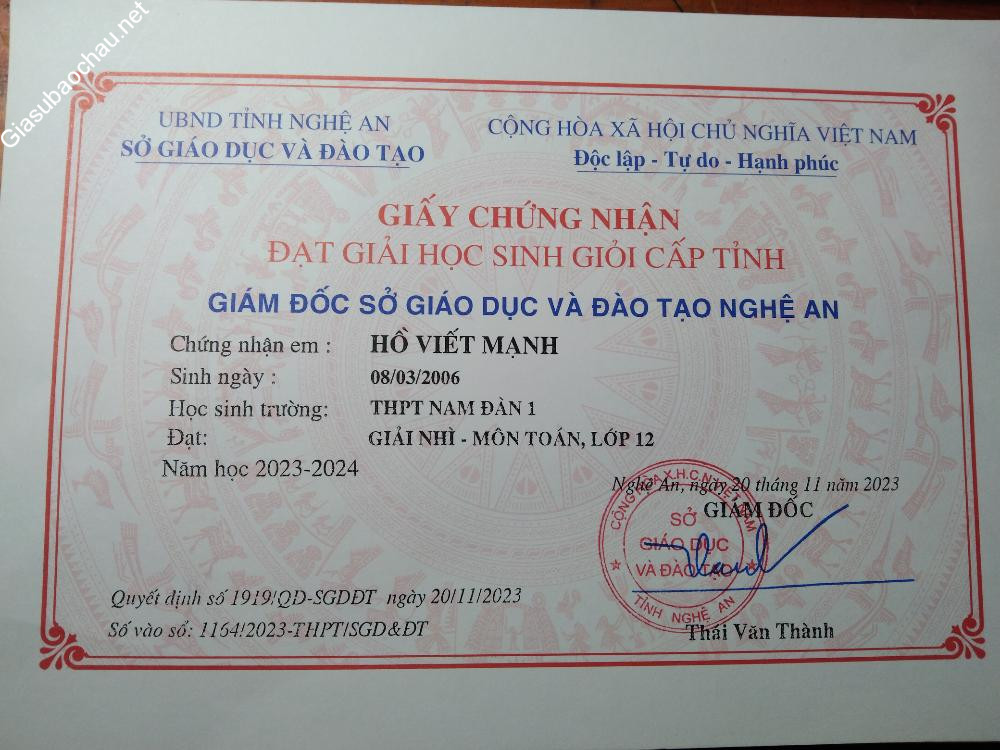 Giasubaochau.net
UBND TỈNH NGHỆ AN
SỞ GIÁO DỤC VÀ ĐÀO TẠO
CỘNG HÒA XÃ HỘI CHỦ NGHĨA VIỆT NAM
Độc lập - Tự do - Hạnh phúc
GIẤY CHỨNG NHẬN
ĐẠT GIẢI HỌC SINH GIỎI CẤP TỈNH
GIÁM ĐỐC SỞ GIÁO DỤC VÀ ĐÀO TẠO NGHỆ AN
Chứng nhận em : HỒ VIẾT MẠNH
Sinh ngày : 08/03/2006
Học sinh trường: THPT NAM ĐÀN 1
Đạt: GIẢI NHÌ - MÔN TOÁN, LỚP 12
Năm học 2023-2024
Nghệ An, ngày 20 tháng 11 năm 2023
GIÁM ĐỐC
CỘNG HÒA X.H.C.N VIỆT NAM
SỞ
GIÁO DỤC
VÀ ĐÀO TẠO
TỈNH NGHỆ AN
Thái Văn Thành
Quyết định số 1919/QĐ-SGDĐT ngày 20/11/2023
Số vào sổ: 1164/2023-THPT/SGD&ĐT